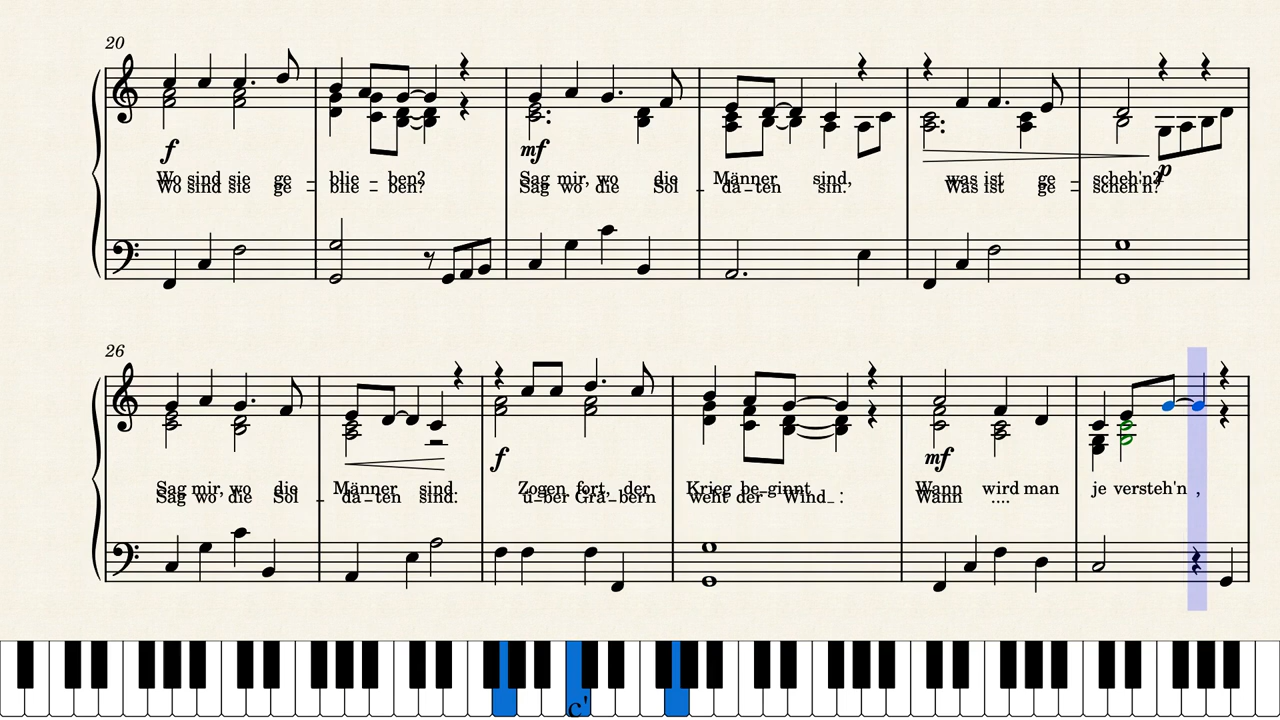 20
f mf p
Wo sind sie ge – blie – ben? Sag mir, wo die Männer sind, was ist ge – scheh'n?
Wo sind sie ge – blie – ben? Sag wo die Sol – da – ten sin. Was ist ge – scheh'n?
26
f mf
Sag mir, wo die Männer sind. Zogen fort, der Krieg be – ginnt Wann wird man je versteh'n ,
Sag wo die Sol – da – ten sind. ü – ber Grä – bern weht der Wind _ : Wann ....
c'